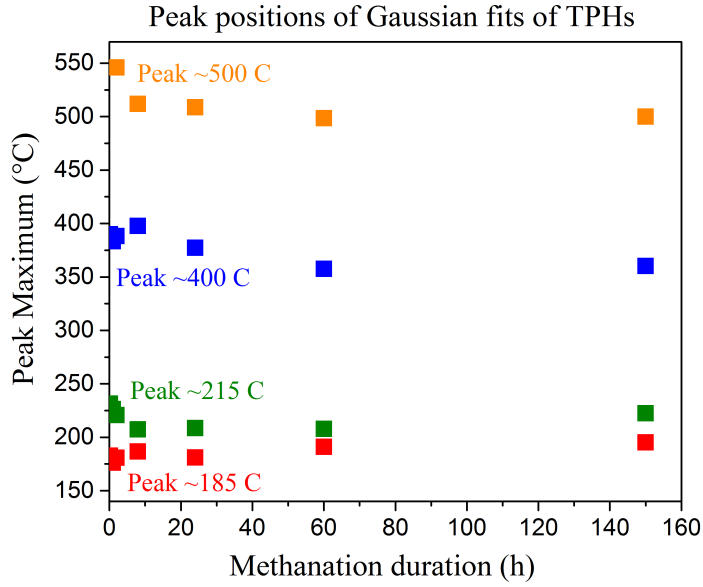 Peak positions of Gaussian fits of TPHs
550
500
450
400
350
300
250
200
150
Peak Maximum (°C)
Peak ~500 C
Peak ~400 C
Peak ~215 C
Peak ~185 C
0 20 40 60 80 100 120 140 160
Methanation duration (h)